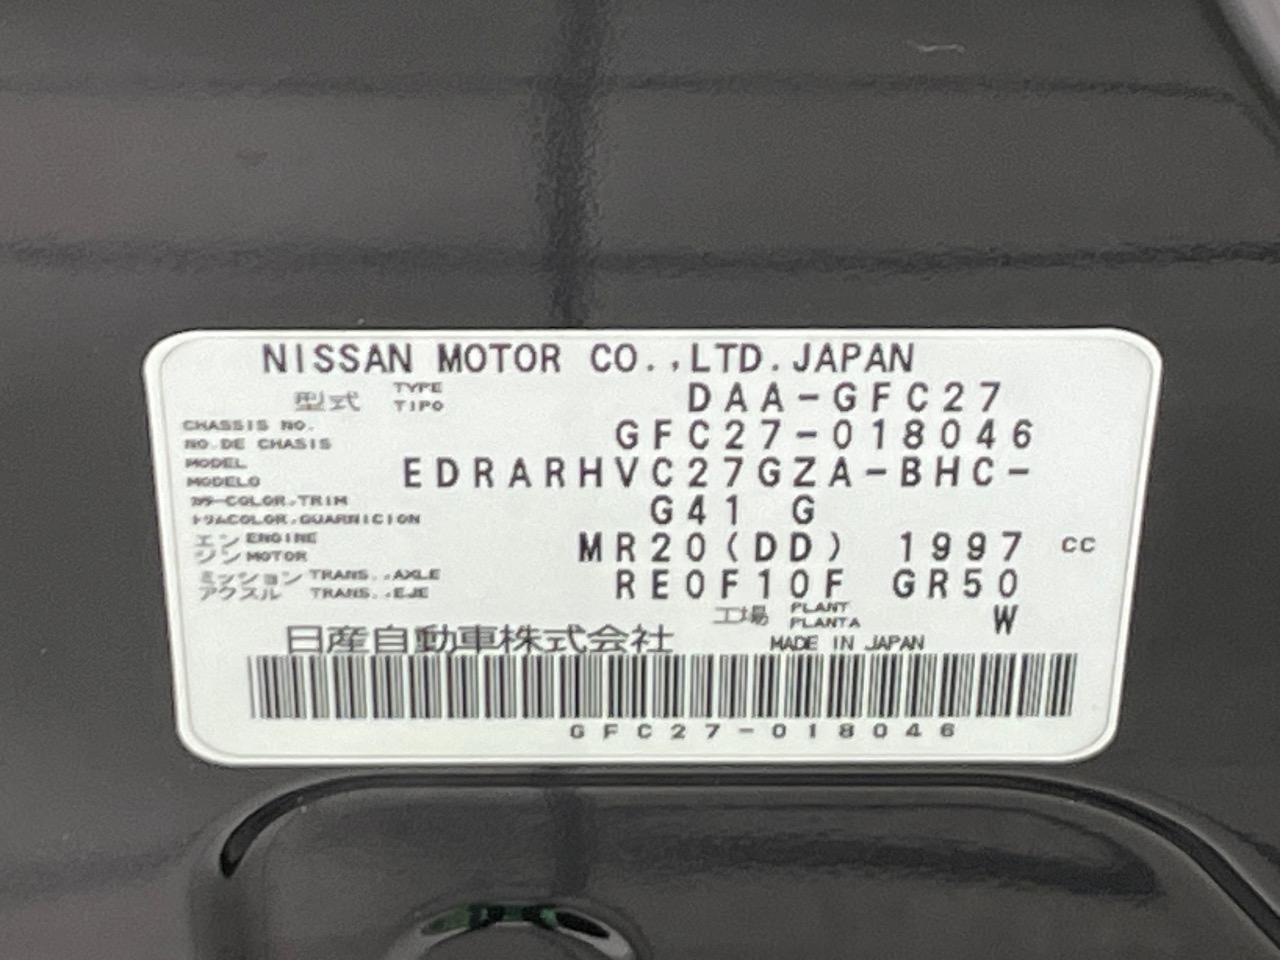 NISSAN MOTOR CO.,LTD.JAPAN
型式 TYPE TIPO DAA-GFC27
CHASSIS NO. NO.DE CHASIS GFC27-018046
MODEL MODELO EDRARHVC27GZA-BHC-
カラー COLOR,TRIM トリム COLOR,GUARNICION G41 G
エンジン ENGINE MOTOR MR20(DD) 1997 CC
ミッション アクスル TRANS.,AXLE TRANS.,EJE RE0F10F GR50
工場 PLANT PLANTA W
日産自動車株式会社 MADE IN JAPAN
GFC27-018046